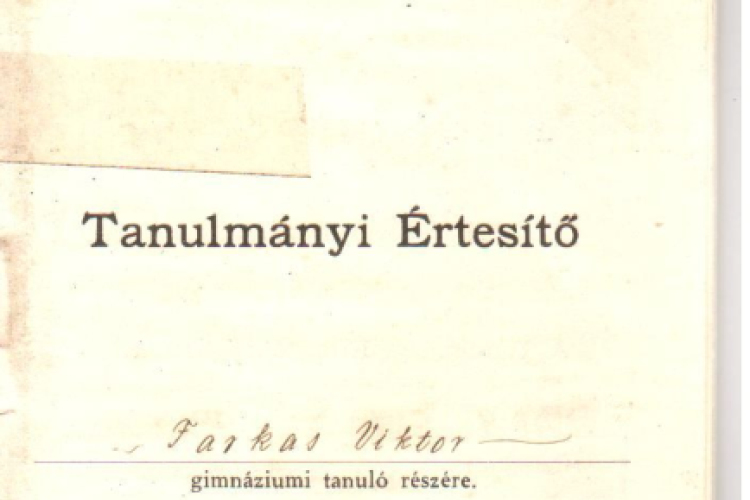 Tanulmányi Értesítő
Farkas Viktor
gimnáziumi tanuló részére.